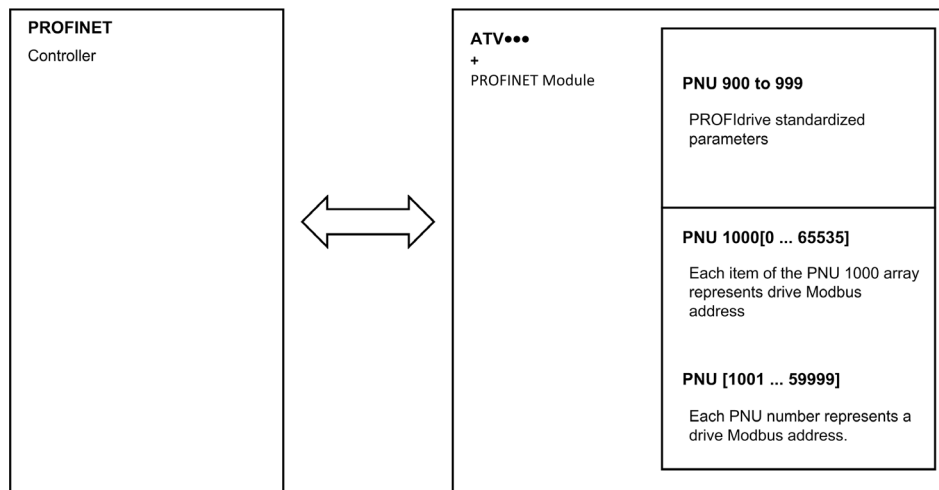 PROFINET
Controller
ATV●●●
+
PROFINET Module
PNU 900 to 999
PROFIdrive standardized
parameters
PNU 1000[0 ... 65535]
Each item of the PNU 1000 array
represents drive Modbus
address
PNU [1001 ... 59999]
Each PNU number represents a
drive Modbus address.